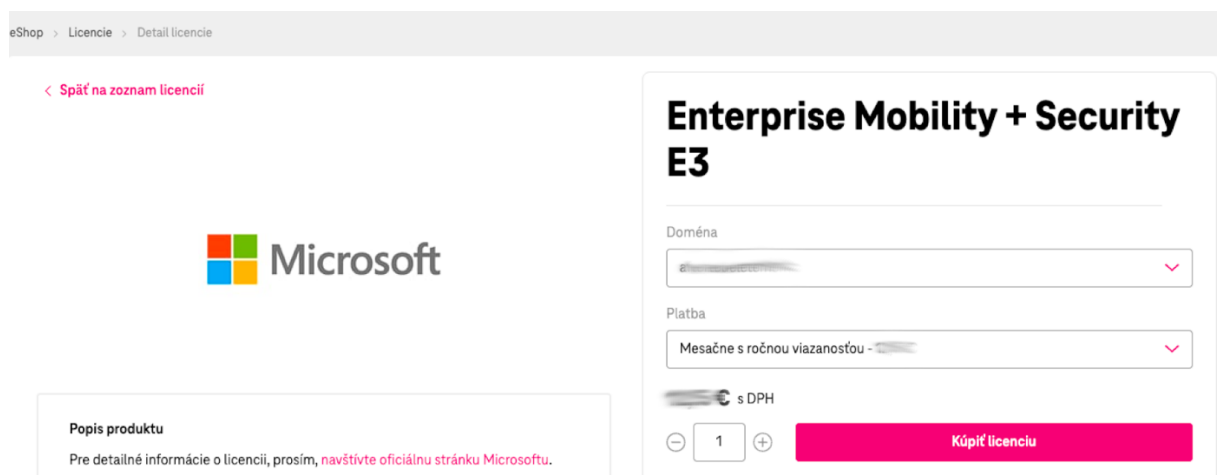 eShop > Licencie > Detail licencie
< Späť na zoznam licencií
Microsoft
Popis produktu
Pre detailné informácie o licencii, prosím, navštívte oficiálnu stránku Microsoftu.
Enterprise Mobility + Security
E3
Doména
Platba
Mesačne s ročnou viazanosťou -
€ s DPH
1
Kúpiť licenciu